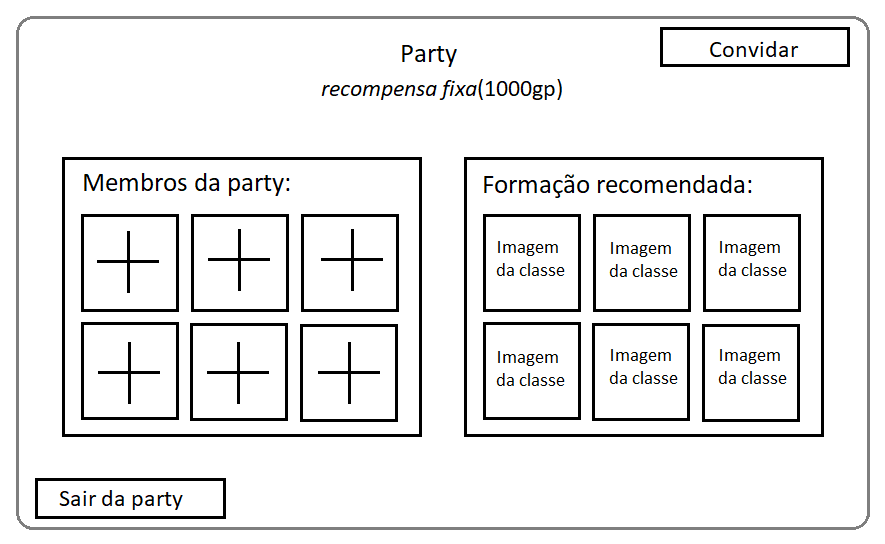 Party
Convidar
recompensa fixa(1000gp)
Membros da party:
Formação recomendada:
Imagem
da classe
Imagem
da classe
Imagem
da classe
Imagem
da classe
Imagem
da classe
Imagem
da classe
Sair da party